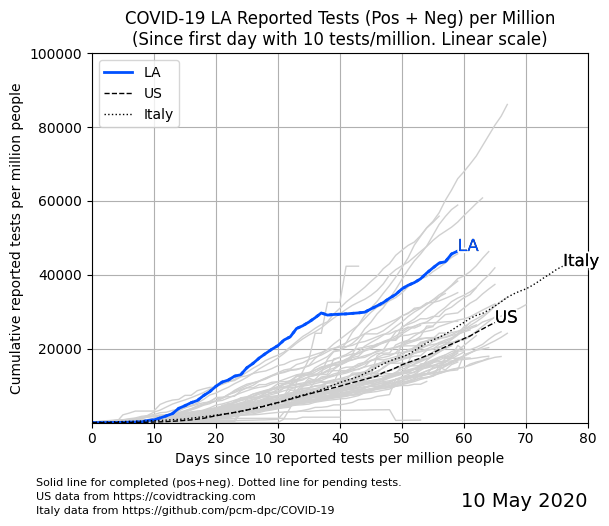 COVID-19 LA Reported Tests (Pos + Neg) per Million
(Since first day with 10 tests/million. Linear scale)
Cumulative reported tests per million people
100000
80000
60000
40000
20000
LA
US
Italy
LA
Italy
US
0 10 20 30 40 50 60 70 80
Days since 10 reported tests per million people
Solid line for completed (pos+neg). Dotted line for pending tests.
US data from https://covidtracking.com
Italy data from https://github.com/pcm-dpc/COVID-19
10 May 2020